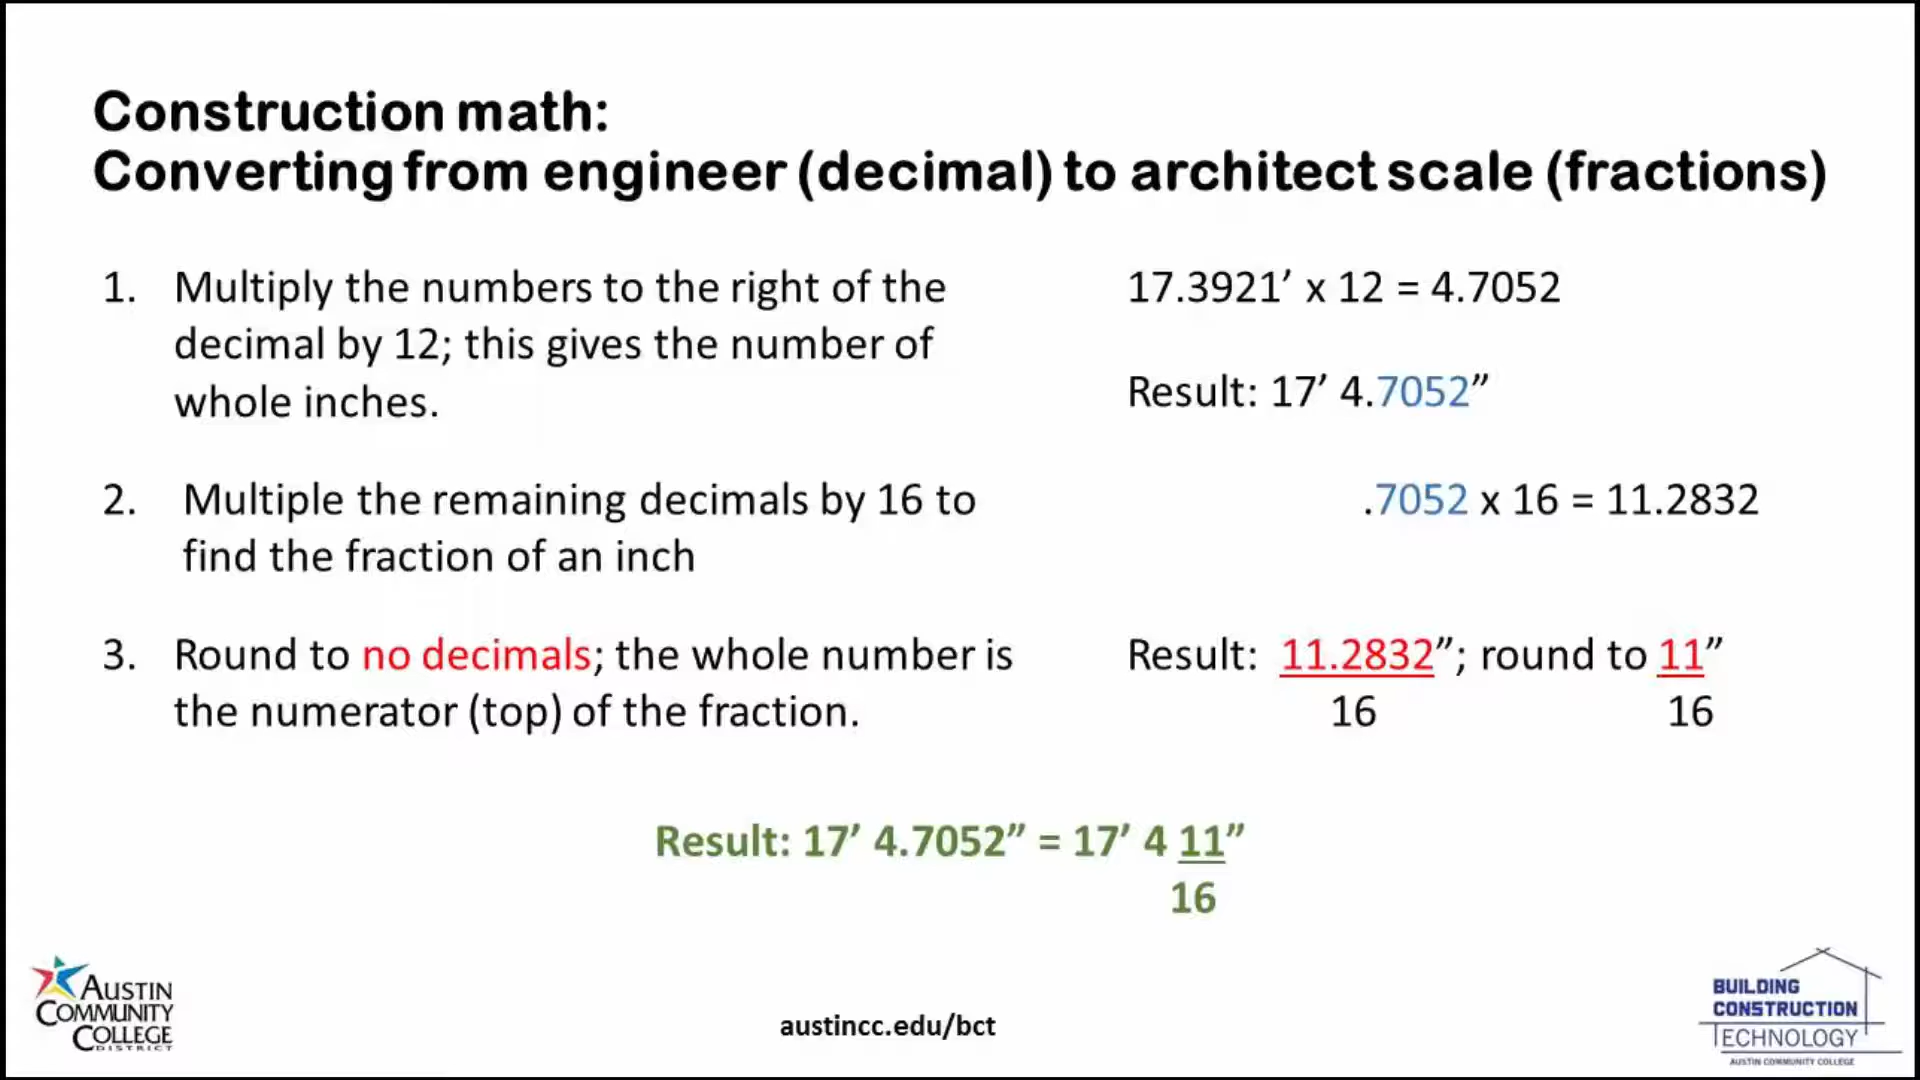 Construction math:
Converting from engineer (decimal) to architect scale (fractions)
1. Multiply the numbers to the right of the
decimal by 12; this gives the number of
whole inches.
17.3921’ x 12 = 4.7052
Result: 17’ 4.7052”
2. Multiple the remaining decimals by 16 to
find the fraction of an inch
.7052 x 16 = 11.2832
3. Round to no decimals; the whole number is
the numerator (top) of the fraction.
Result: 11.2832”; round to 11”
16 16
Result: 17’ 4.7052” = 17’ 4 11”
16
AUSTIN
COMMUNITY
COLLEGE
DISTRICT
austincc.edu/bct
BUILDING
CONSTRUCTION
TECHNOLOGY
AUSTIN COMMUNITY COLLEGE